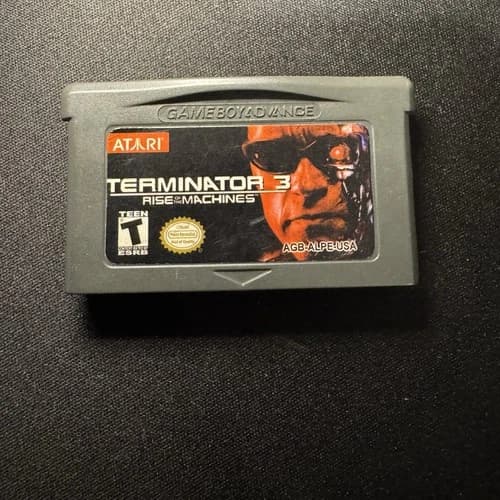 GAMEBOY ADVANCE
ATARI
TERMINATOR 3
RISE OF THE MACHINES
TEEN
T
ESRB
AGB-ALPE-USA